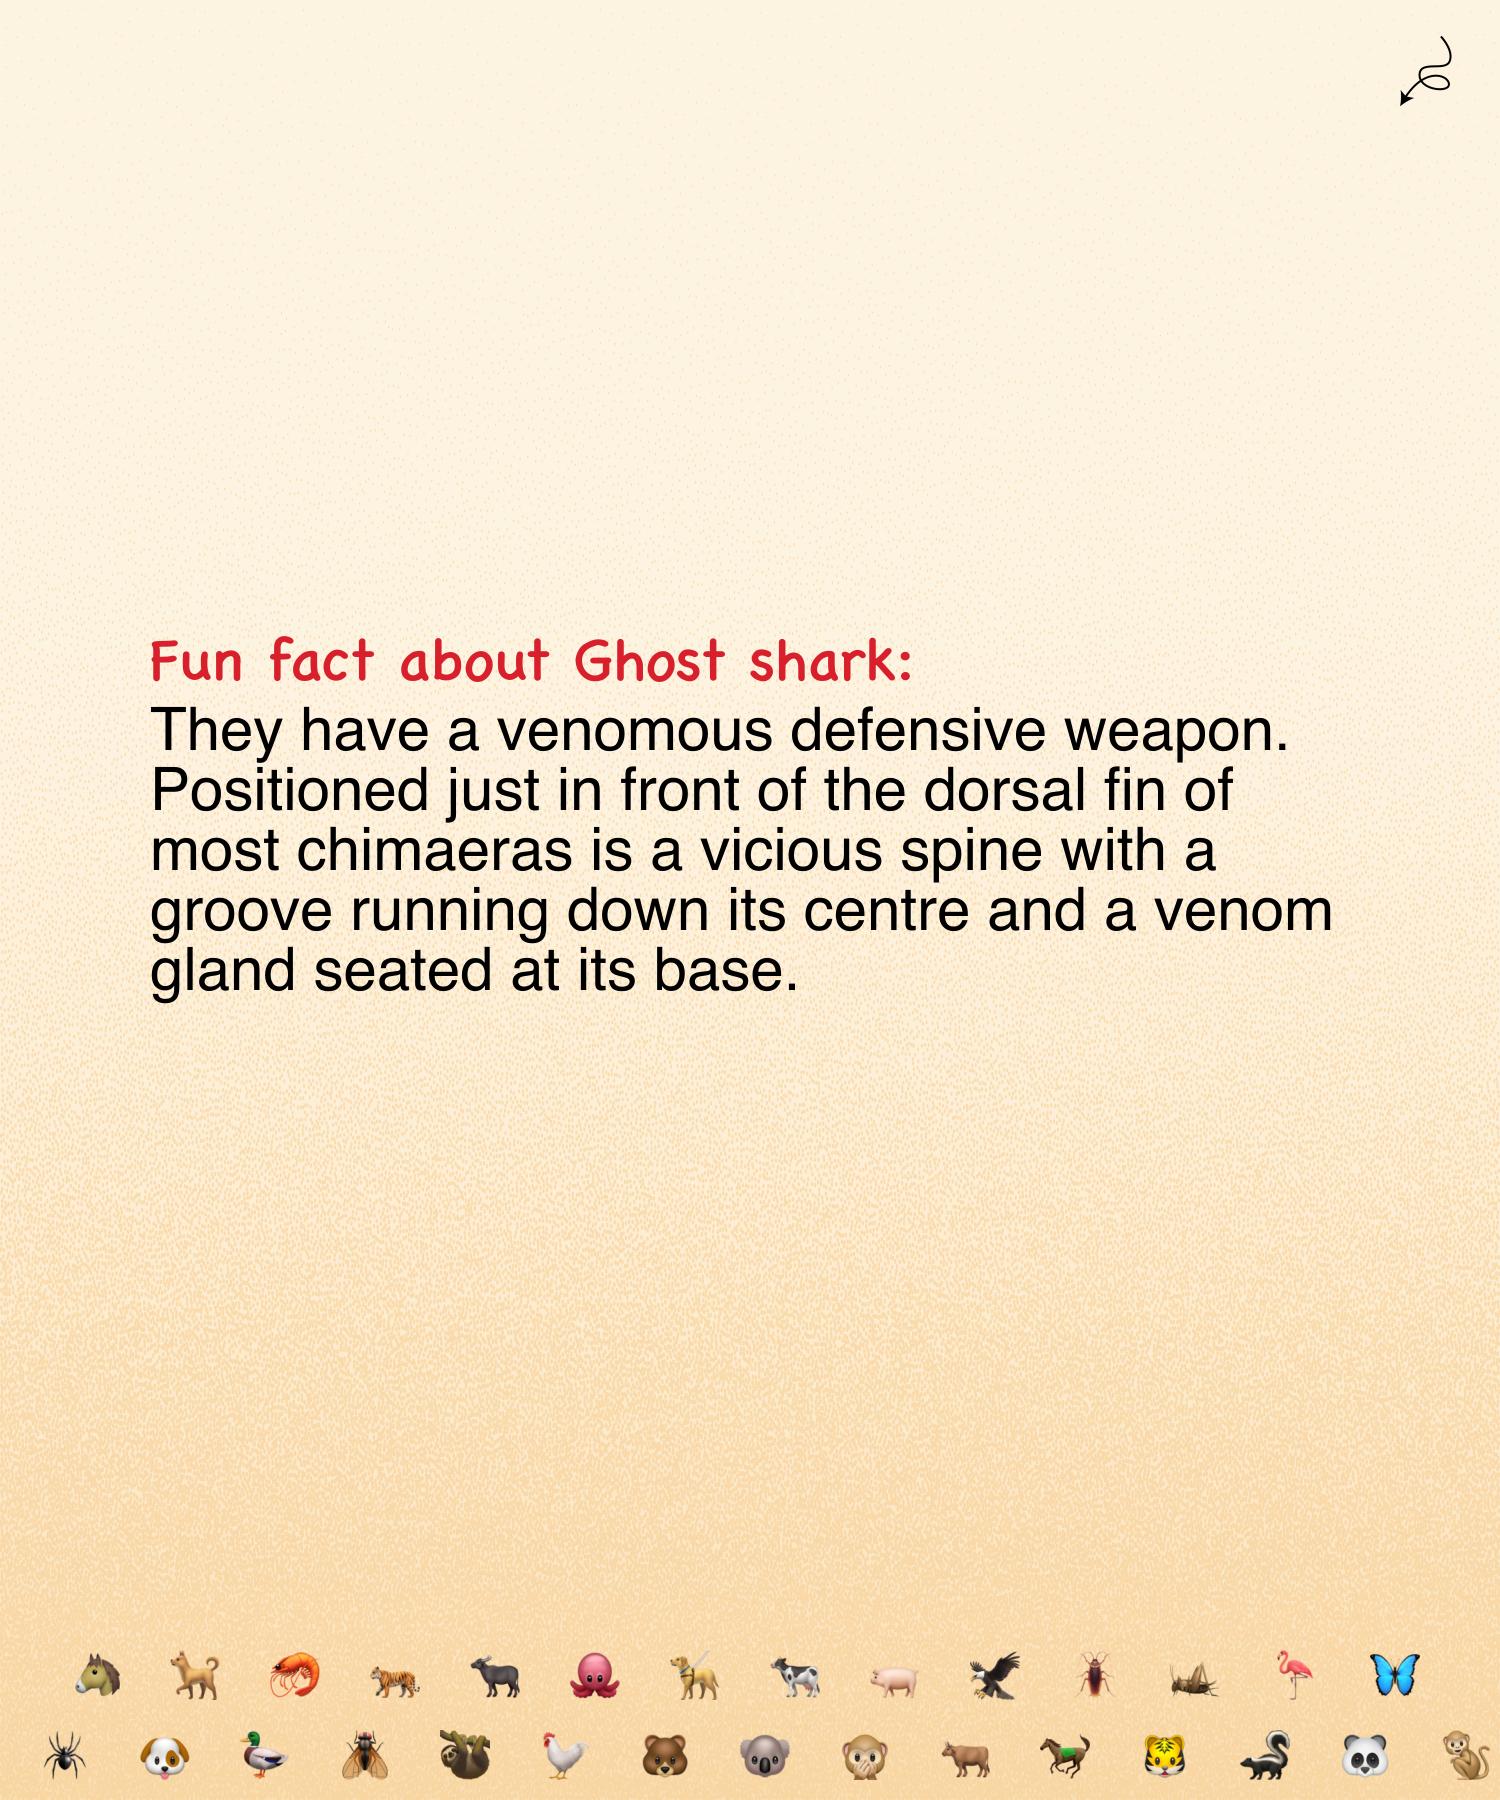 Fun fact about Ghost shark:
They have a venomous defensive weapon.
Positioned just in front of the dorsal fin of
most chimaeras is a vicious spine with a
groove running down its centre and a venom
gland seated at its base.